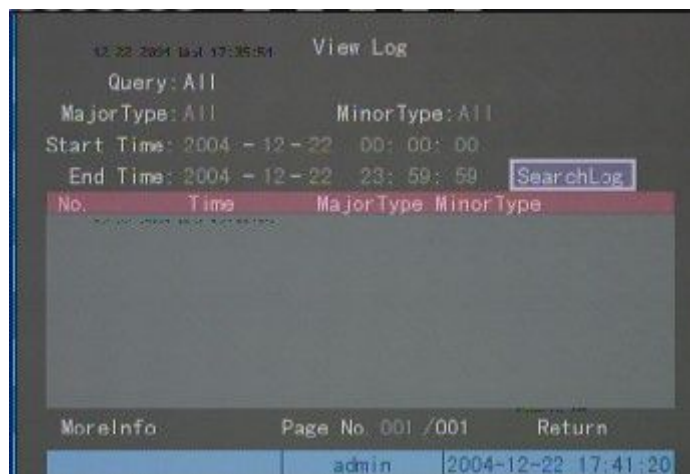 View Log
Query: All
MajorType: All MinorType: All
Start Time: 2004 - 12 - 22 00: 00: 00
End Time: 2004 - 12 - 22 23: 59: 59 SearchLog
No. Time MajorType MinorType
MoreInfo Page No. 001 /001 Return
admin 2004-12-22 17:41:20